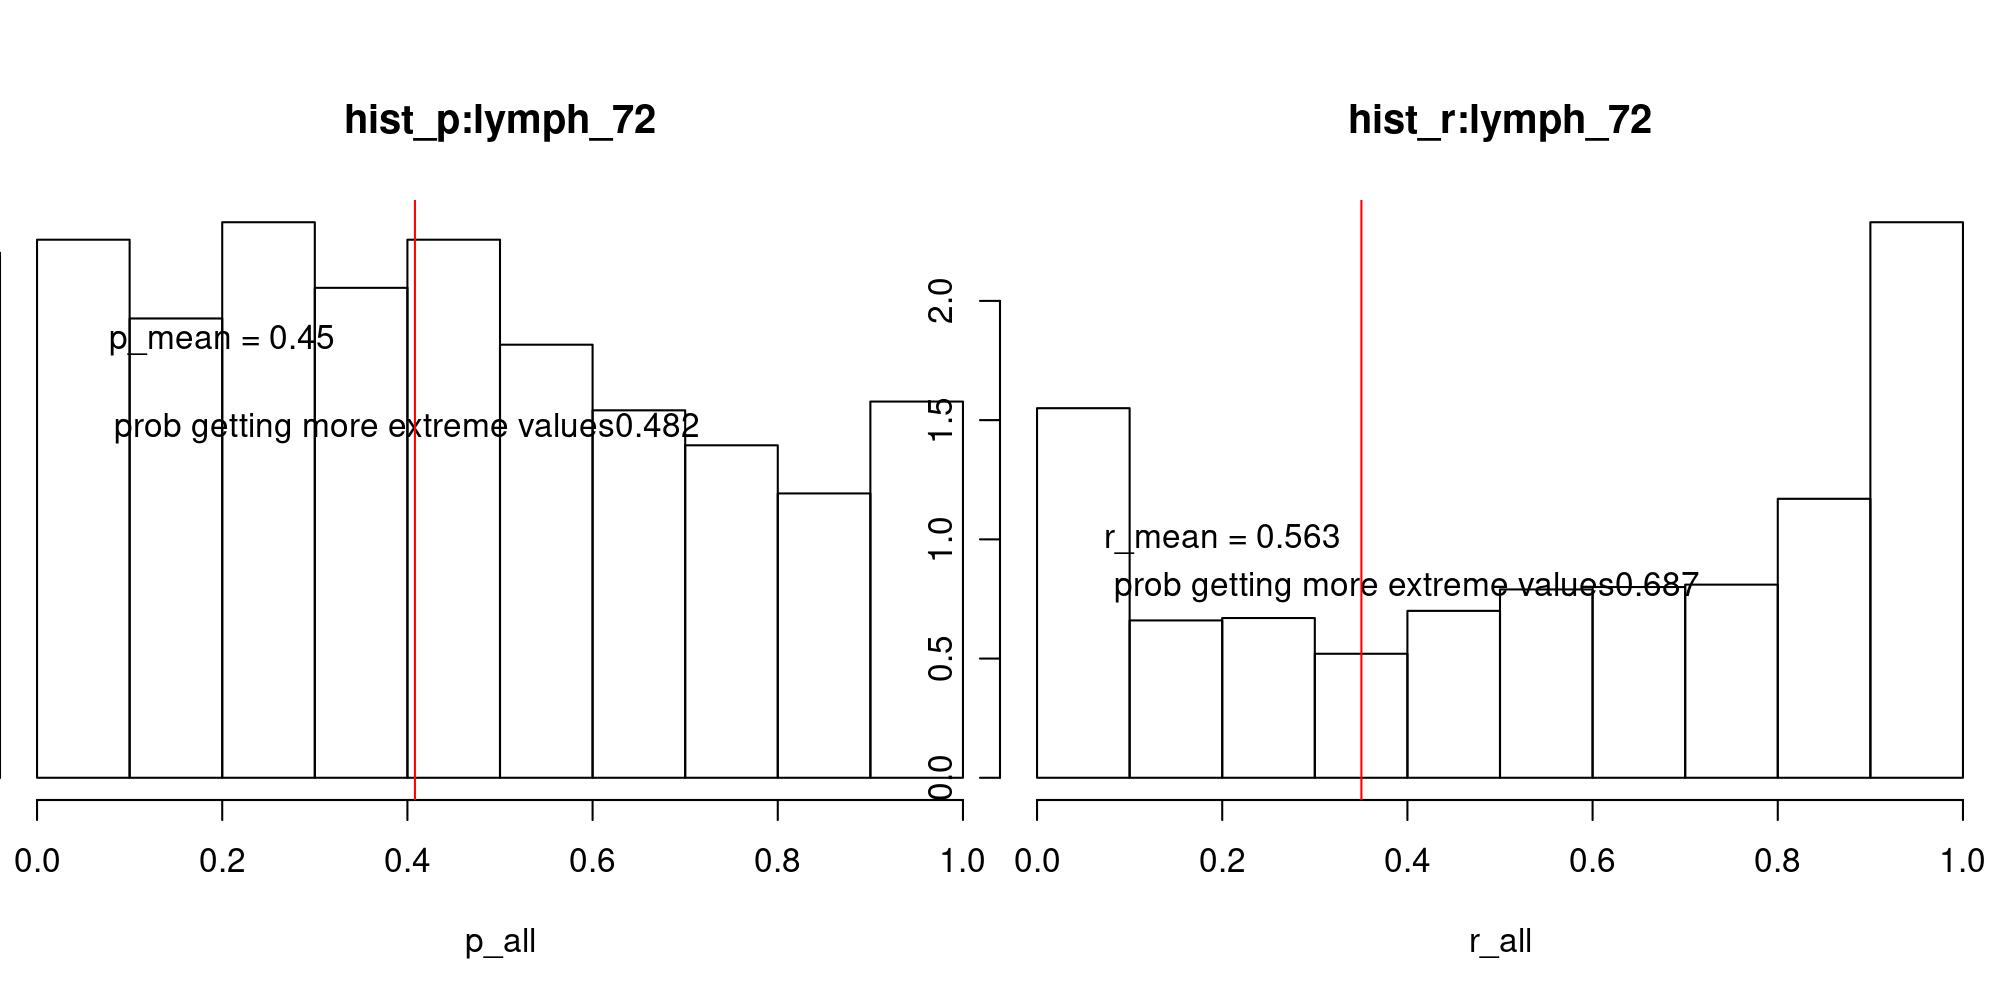 hist_p:lymph_72
p_mean = 0.45
prob getting more extreme values0.482
0.0 0.2 0.4 0.6 0.8 1.0
p_all
hist_r:lymph_72
2.0
1.5
1.0
0.5
0.0
r_mean = 0.563
prob getting more extreme values0.687
0.0 0.2 0.4 0.6 0.8 1.0
r_all